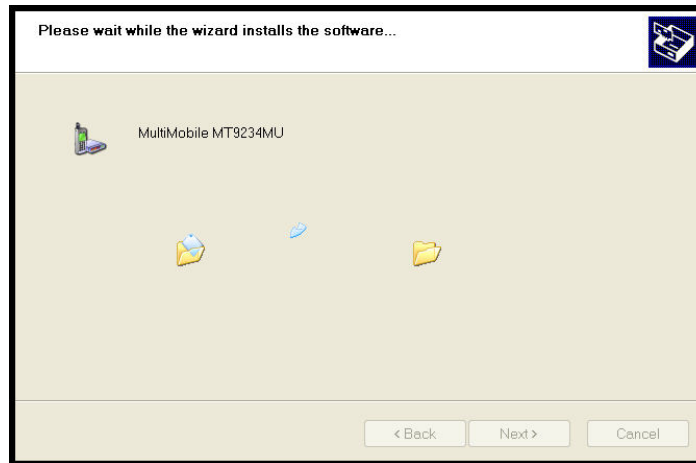 Please wait while the wizard installs the software...
MultiMobile MT9234MU
< Back
Next >
Cancel